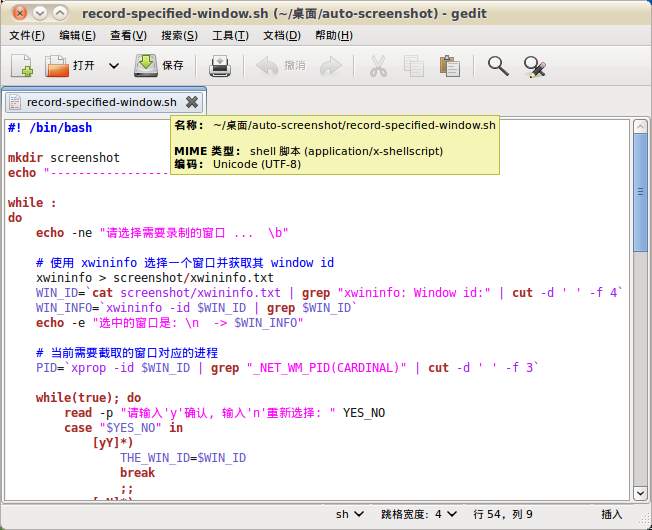 record-specified-window.sh (~/桌面/auto-screenshot) - gedit
文件(F) 编辑(E) 查看(V) 搜索(S) 工具(T) 文档(D) 帮助(H)
打开 保存 撤消
record-specified-window.sh
#! /bin/bash
名称： ~/桌面/auto-screenshot/record-specified-window.sh
MIME 类型： shell 脚本 (application/x-shellscript)
编码： Unicode (UTF-8)
mkdir screenshot
echo "-----------------
while :
do
echo -ne "请选择需要录制的窗口 ... \b"
# 使用 xwininfo 选择一个窗口并获取其 window id
xwininfo > screenshot/xwininfo.txt
WIN_ID=`cat screenshot/xwininfo.txt | grep "xwininfo: Window id:" | cut -d ' ' -f 4`
WIN_INFO=`xwininfo -id $WIN_ID | grep $WIN_ID`
echo -e "选中的窗口是: \n -> $WIN_INFO"
# 当前需要截取的窗口对应的进程
PID=`xprop -id $WIN_ID | grep "_NET_WM_PID(CARDINAL)" | cut -d ' ' -f 3`
while(true); do
read -p "请输入'y'确认, 输入'n'重新选择: " YES_NO
case "$YES_NO" in
[yY]*)
THE_WIN_ID=$WIN_ID
break
;;
sh 跳格宽度： 4 行 54，列 9 插入